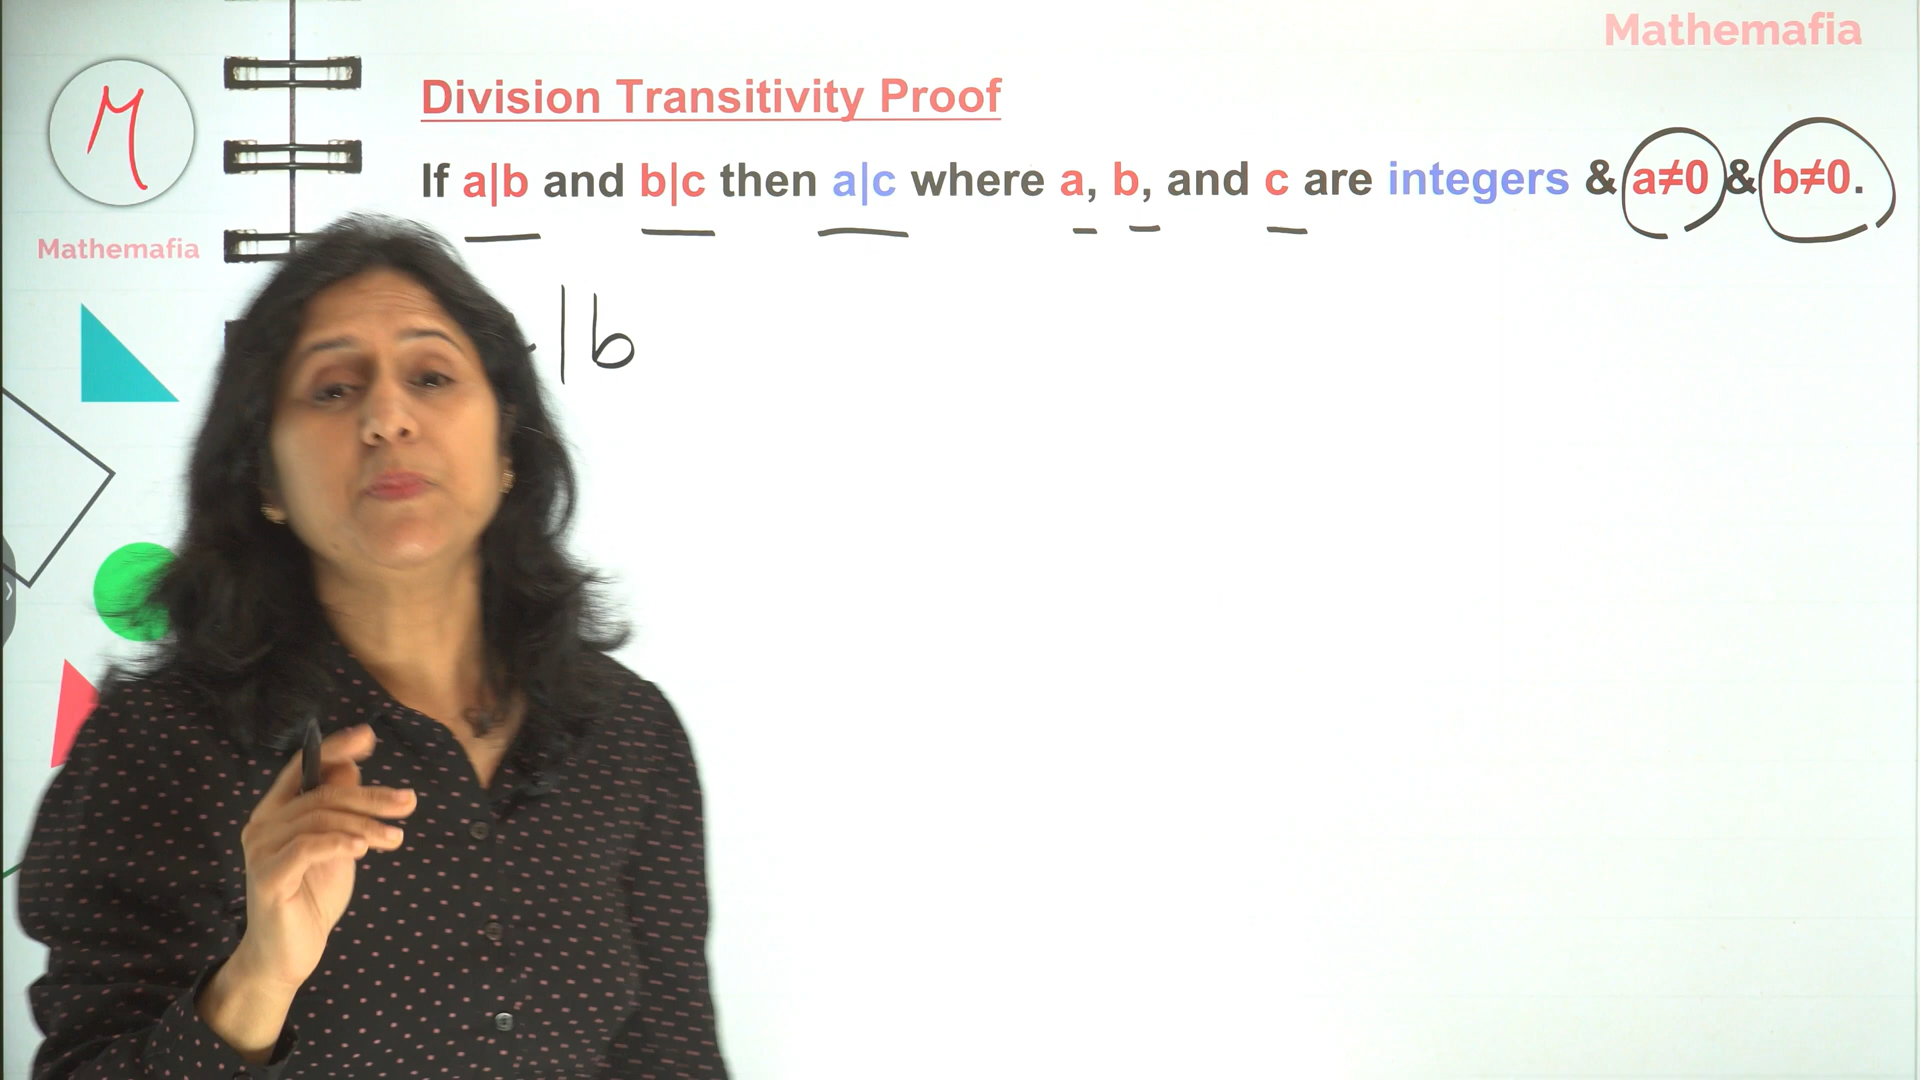 Mathemafia
M
Mathemafia
Division Transitivity Proof
If a|b and b|c then a|c where a, b, and c are integers & a≠0 & b≠0.
|b